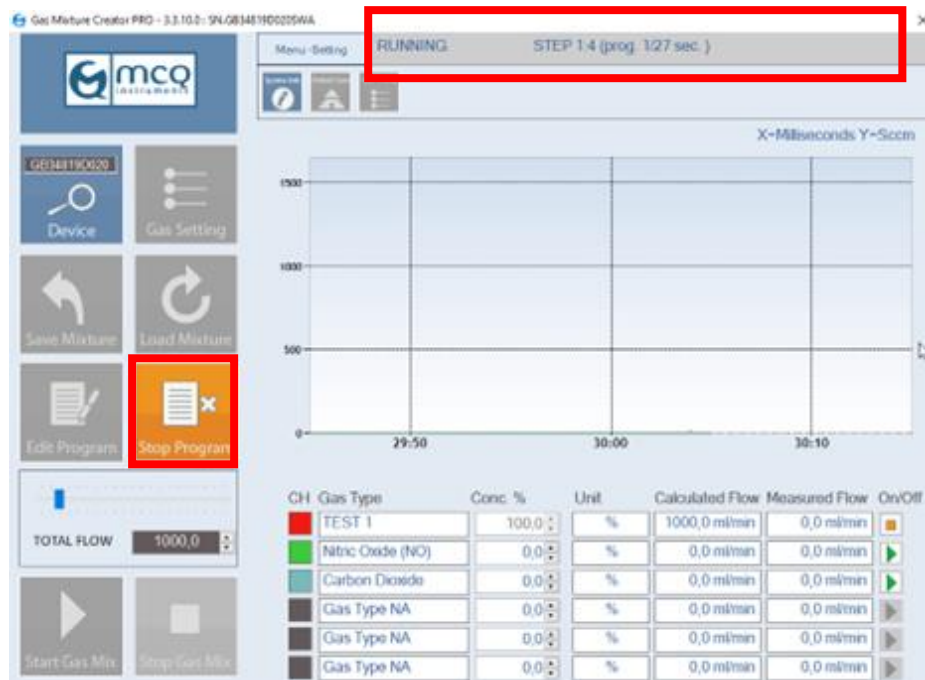 Gas Mixture Creator PRO - 3.3.10.0 : SN.GB34819D020SWA
mcq
instruments
Menu-Setting
RUNNING
STEP 1:4 (prog. 1/27 sec. )
X=Milliseconds Y=Sccm
GB34819D020
Device
Gas Setting
Save Mixture
Load Mixture
Edit Program
Stop Program
TOTAL FLOW 1000,0
Start Gas Mix
Stop Gas Mix
1500
1000
500
0
29:50 30:00 30:10
CH Gas Type Conc. % Unit Calculated Flow Measured Flow On/Off
TEST 1 100,0 % 1000,0 ml/min 0,0 ml/min
Nitric Oxide (NO) 0,0 % 0,0 ml/min 0,0 ml/min
Carbon Dioxide 0,0 % 0,0 ml/min 0,0 ml/min
Gas Type NA 0,0 % 0,0 ml/min 0,0 ml/min
Gas Type NA 0,0 % 0,0 ml/min 0,0 ml/min
Gas Type NA 0,0 % 0,0 ml/min 0,0 ml/min